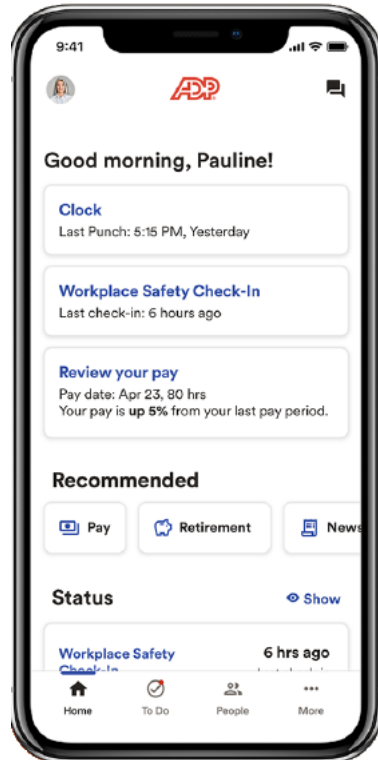 9:41
ADP
Good morning, Pauline!
Clock
Last Punch: 5:15 PM, Yesterday
Workplace Safety Check-In
Last check-in: 6 hours ago
Review your pay
Pay date: Apr 23, 80 hrs
Your pay is up 5% from your last pay period.
Recommended
Pay
Retirement
News
Status
Show
Workplace Safety
6 hrs ago
Check-In
Home
To Do
People
More